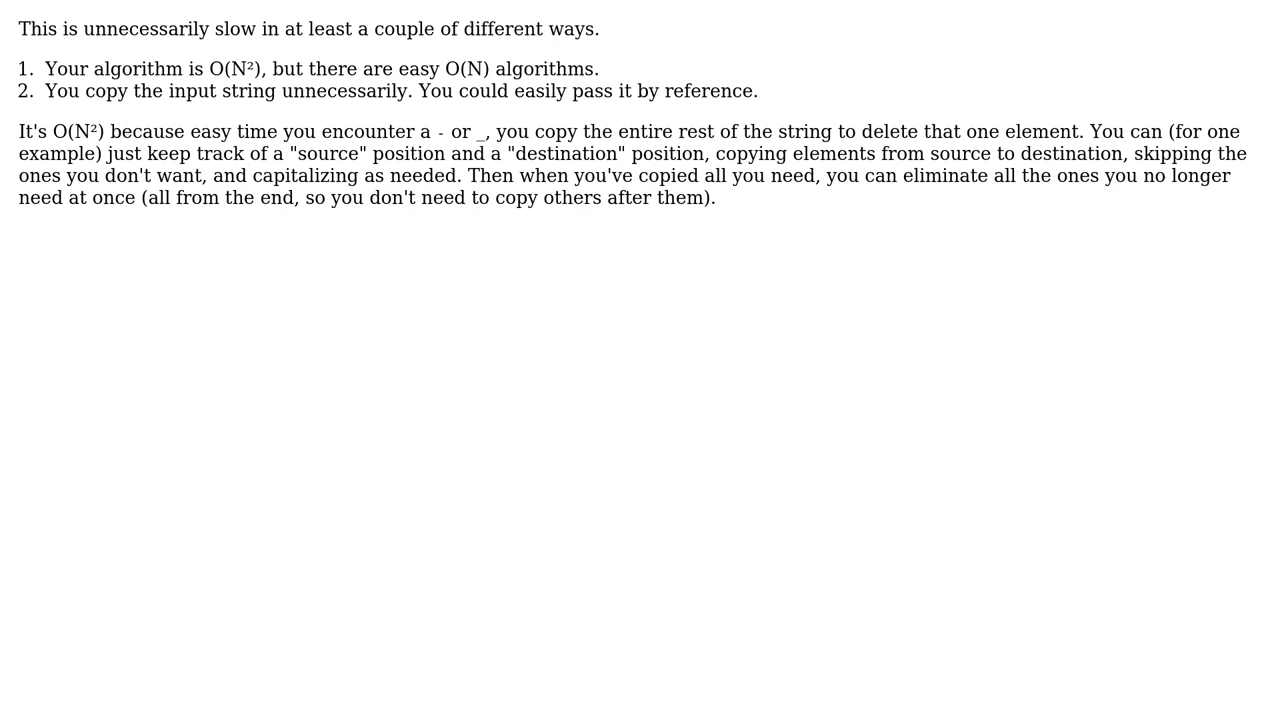 This is unnecessarily slow in at least a couple of different ways.
1. Your algorithm is O(N²), but there are easy O(N) algorithms.
2. You copy the input string unnecessarily. You could easily pass it by reference.
It's O(N²) because easy time you encounter a - or _, you copy the entire rest of the string to delete that one element. You can (for one
example) just keep track of a "source" position and a "destination" position, copying elements from source to destination, skipping the
ones you don't want, and capitalizing as needed. Then when you've copied all you need, you can eliminate all the ones you no longer
need at once (all from the end, so you don't need to copy others after them).